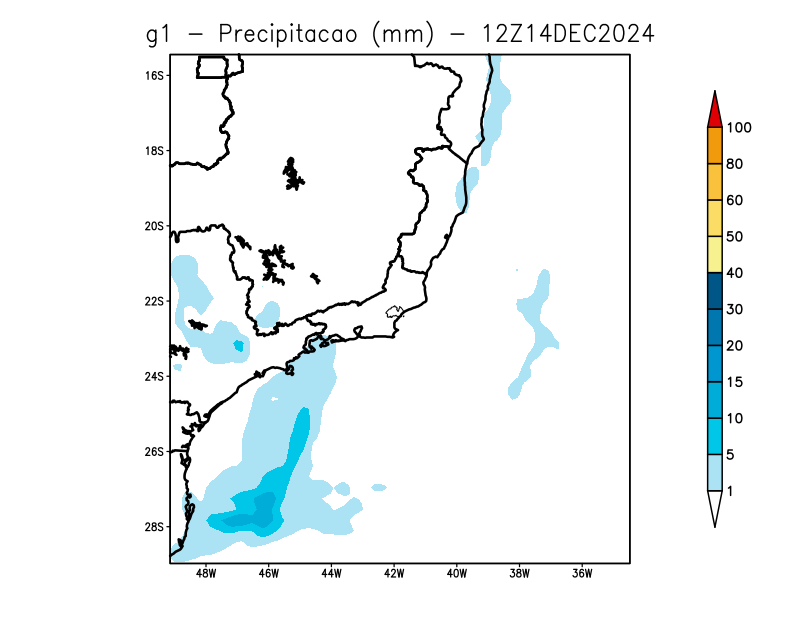 g1 – Precipitacao (mm) – 12Z14DEC2024
16S
18S
20S
22S
24S
26S
28S
48W 46W 44W 42W 40W 38W 36W
100
80
60
50
40
30
20
15
10
5
1